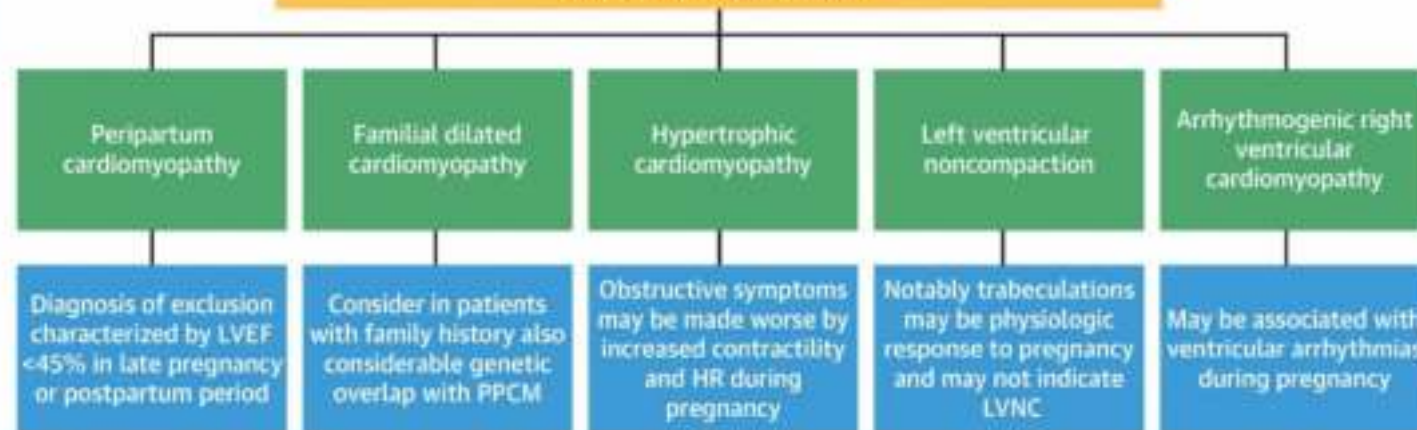 Peripartum
cardiomyopathy
Familial dilated
cardiomyopathy
Hypertrophic
cardiomyopathy
Left ventricular
noncompaction
Arrhythmogenic right
ventricular
cardiomyopathy
Diagnosis of exclusion
characterized by LVEF
<45% in late pregnancy
or postpartum period
Consider in patients
with family history also
considerable genetic
overlap with PPCM
Obstructive symptoms
may be made worse by
increased contractility
and HR during
pregnancy
Notably trabeculations
may be physiologic
response to pregnancy
and may not indicate
LVNC
May be associated with
ventricular arrhythmias
during pregnancy